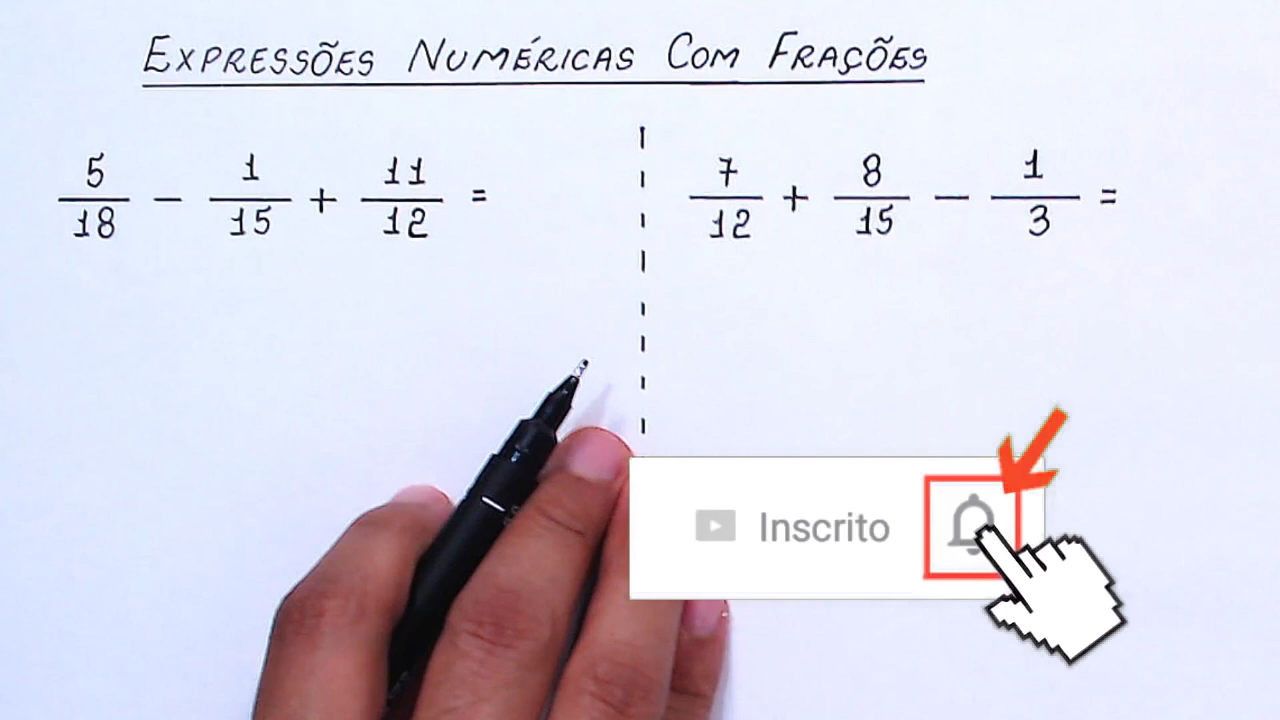 EXPRESSÕES NUMÉRICAS COM FRAÇÕES
5/18 - 1/15 + 11/12 =
7/12 + 8/15 - 1/3 =
Inscrito